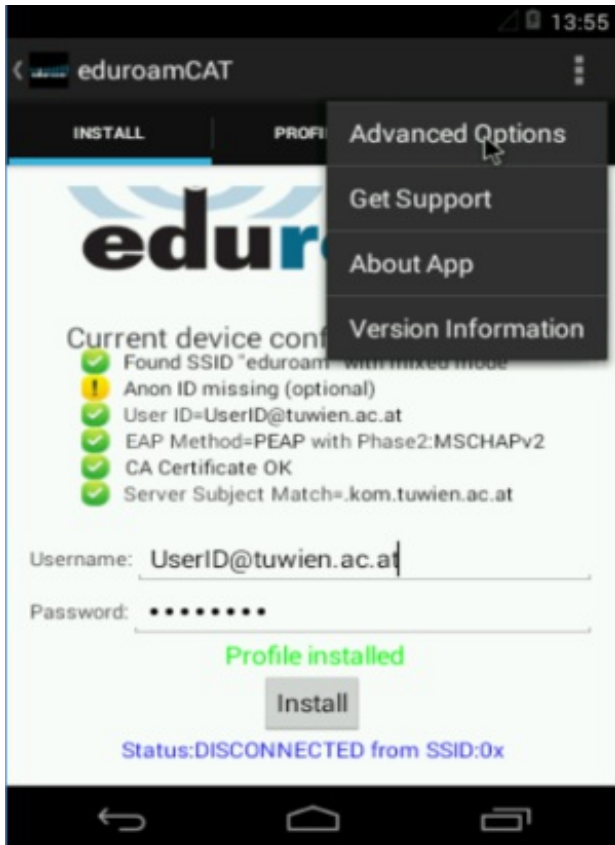 13:55
eduroamCAT
INSTALL
PROFI
Advanced Options
Get Support
About App
Version Information
edur
Current device conf
Found SSID "eduroam" with mixed mode
Anon ID missing (optional)
User ID=UserID@tuwien.ac.at
EAP Method=PEAP with Phase2:MSCHAPv2
CA Certificate OK
Server Subject Match=.kom.tuwien.ac.at
Username: UserID@tuwien.ac.at
Password: ••••••••
Profile installed
Install
Status:DISCONNECTED from SSID:0x